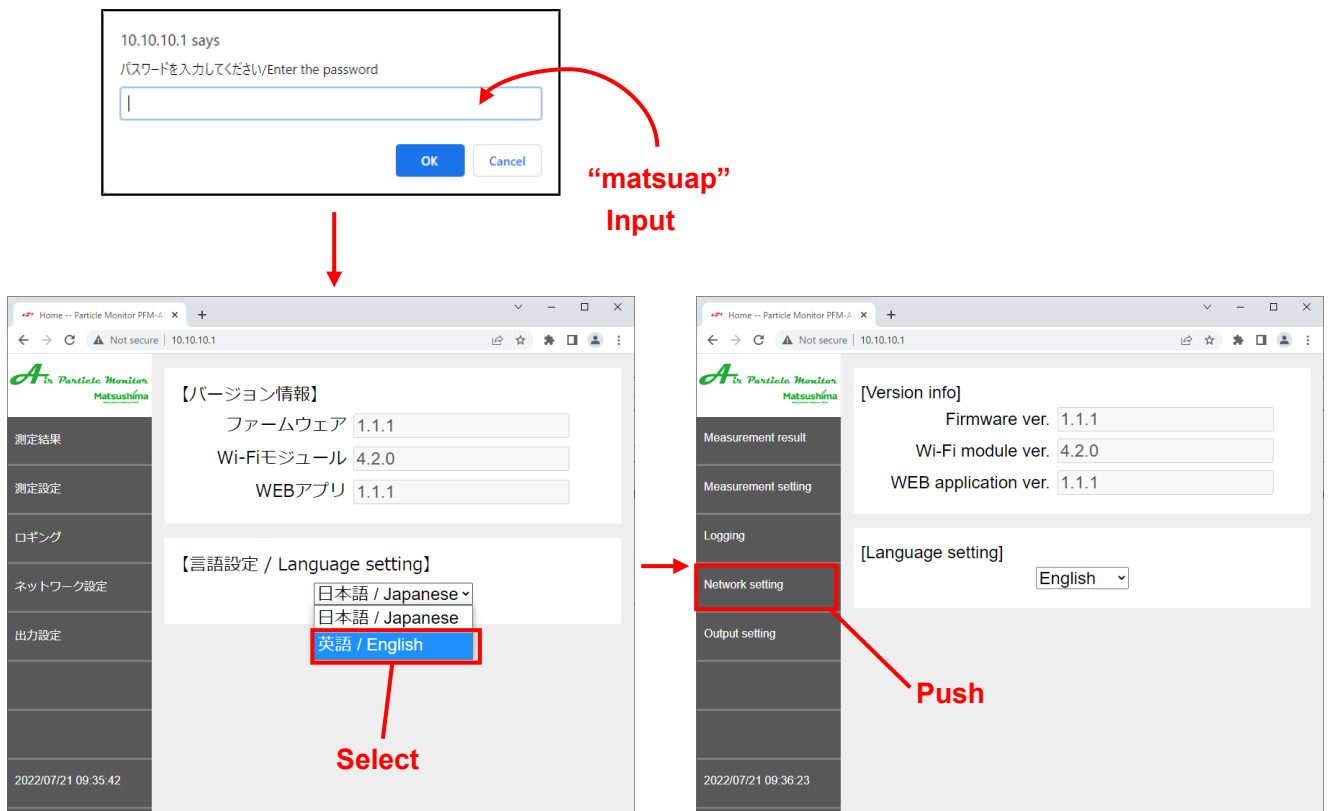 10.10.10.1 says
パスワードを入力してください/Enter the password
OK
Cancel
“matsuap”
Input
Home -- Particle Monitor PFM-A
Not secure
10.10.10.1
Air Particle Monitor
Matsushima
測定結果
測定設定
ロギング
ネットワーク設定
出力設定
2022/07/21 09:35:42
【バージョン情報】
ファームウェア 1.1.1
Wi-Fiモジュール 4.2.0
WEBアプリ 1.1.1
【言語設定 / Language setting】
日本語 / Japanese
日本語 / Japanese
英語 / English
Select
Home -- Particle Monitor PFM-A
Not secure
10.10.10.1
Air Particle Monitor
Matsushima
Measurement result
Measurement setting
Logging
Network setting
Output setting
2022/07/21 09:36:23
[Version info]
Firmware ver. 1.1.1
Wi-Fi module ver. 4.2.0
WEB application ver. 1.1.1
[Language setting]
English
Push